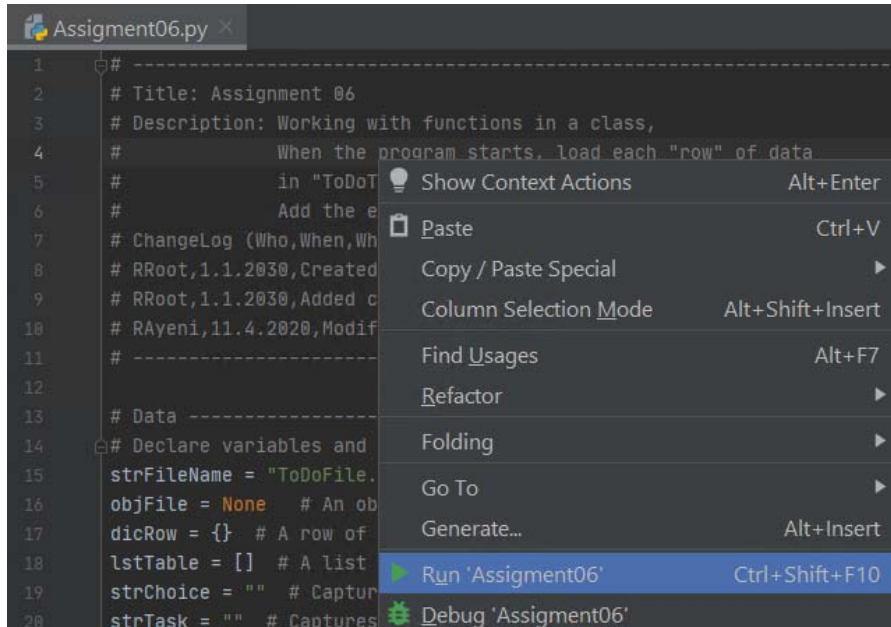 Assigment06.py
1 # --------------------------------------------------------------------
2 # Title: Assignment 06
3 # Description: Working with functions in a class,
4 # When the program starts, load each "row" of data
5 # in "ToDoT
6 # Add the e
7 # ChangeLog (Who,When,Wh
8 # RRoot,1.1.2030,Created
9 # RRoot,1.1.2030,Added c
10 # RAyeni,11.4.2020,Modif
11 # ------------------------
12
13 # Data -----------------
14 # Declare variables and
15 strFileName = "ToDoFile.
16 objFile = None # An ob
17 dicRow = {} # A row of
18 lstTable = [] # A list
19 strChoice = "" # Captur
20 strTask = "" # Captures
Show Context Actions Alt+Enter
Paste Ctrl+V
Copy / Paste Special
Column Selection Mode Alt+Shift+Insert
Find Usages Alt+F7
Refactor
Folding
Go To
Generate... Alt+Insert
Run 'Assigment06' Ctrl+Shift+F10
Debug 'Assigment06'